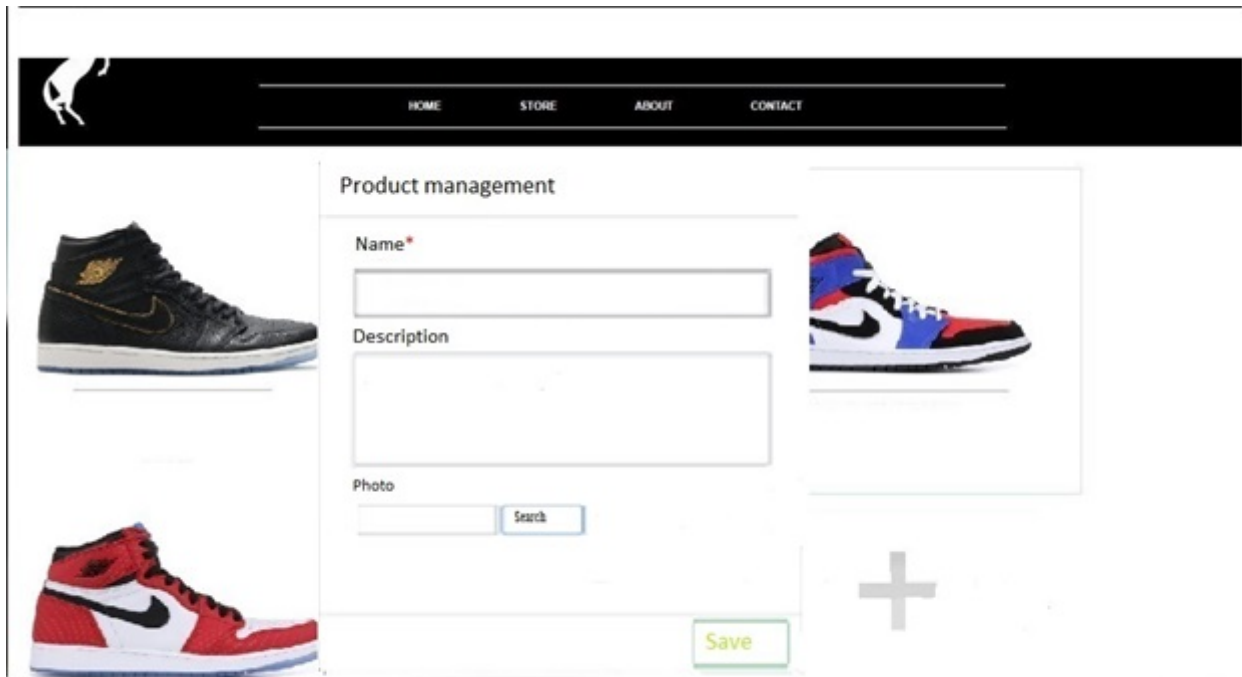 HOME STORE ABOUT CONTACT
Product management
Name*
Description
Photo
Search
Save